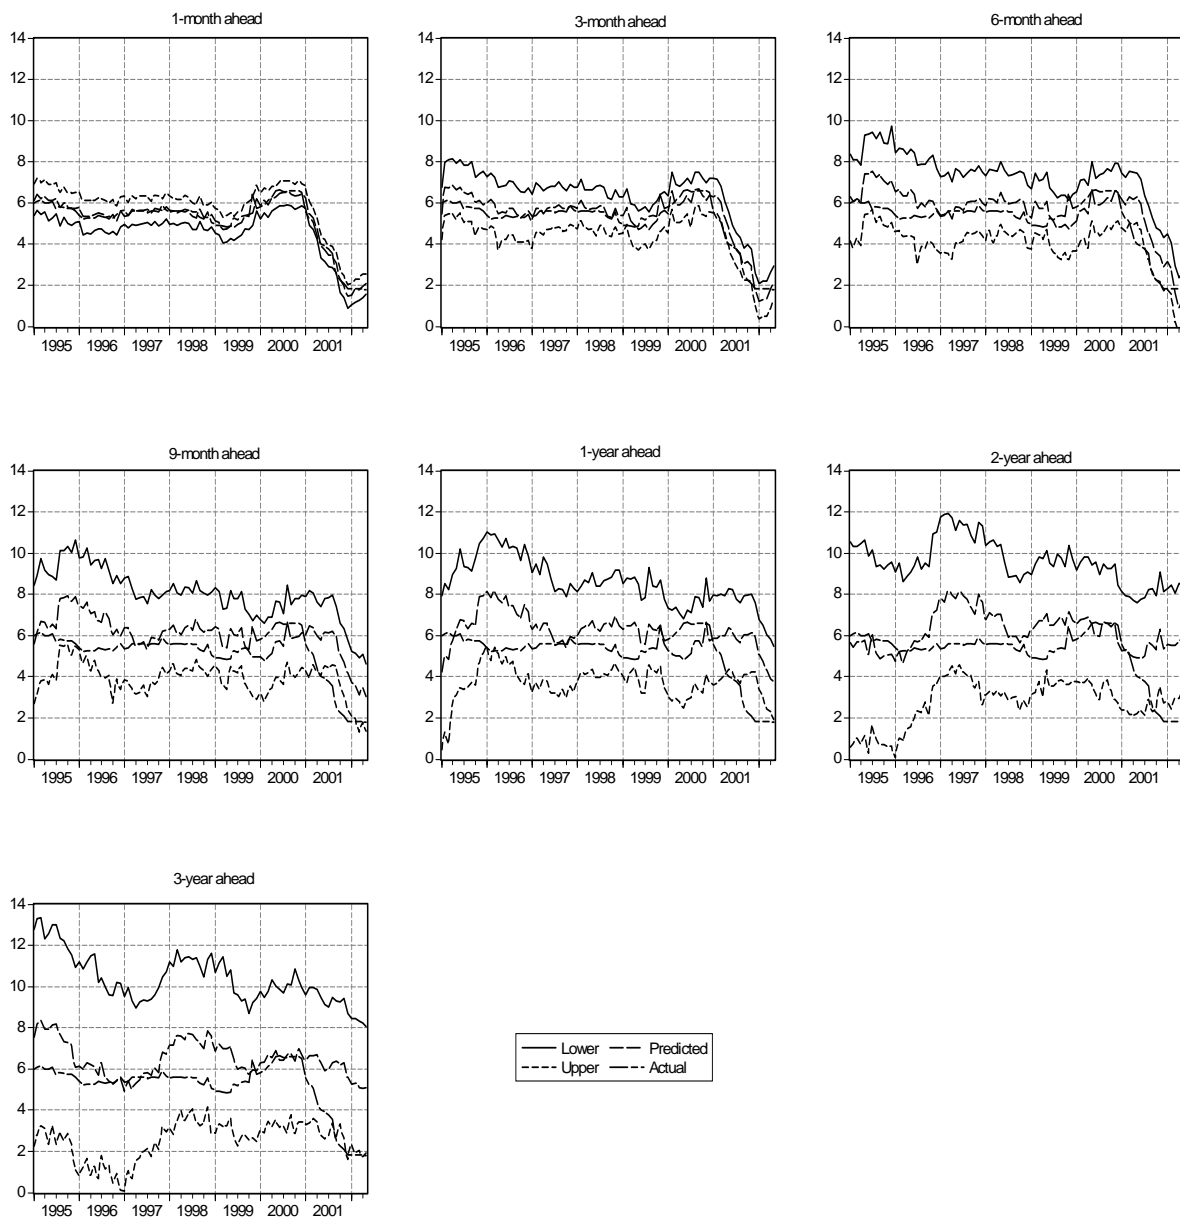 1-month ahead
3-month ahead
6-month ahead
14 14 14
12 12 12
10 10 10
8 8 8
6 6 6
4 4 4
2 2 2
0 0 0
1995 1996 1997 1998 1999 2000 2001
1995 1996 1997 1998 1999 2000 2001
1995 1996 1997 1998 1999 2000 2001
9-month ahead
1-year ahead
2-year ahead
14 14 14
12 12 12
10 10 10
8 8 8
6 6 6
4 4 4
2 2 2
0 0 0
1995 1996 1997 1998 1999 2000 2001
1995 1996 1997 1998 1999 2000 2001
1995 1996 1997 1998 1999 2000 2001
3-year ahead
14
12
10
8
6
4
2
0
1995 1996 1997 1998 1999 2000 2001
Lower Predicted
Upper Actual